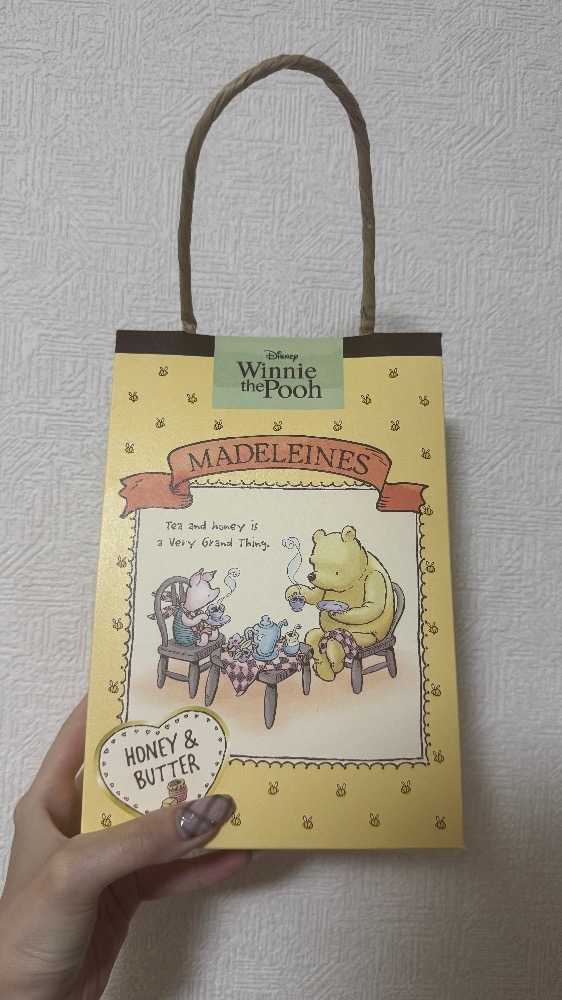 Disney
Winnie
the Pooh
MADELEINES
Tea and honey is
a Very Grand Thing.
HONEY &
BUTTER